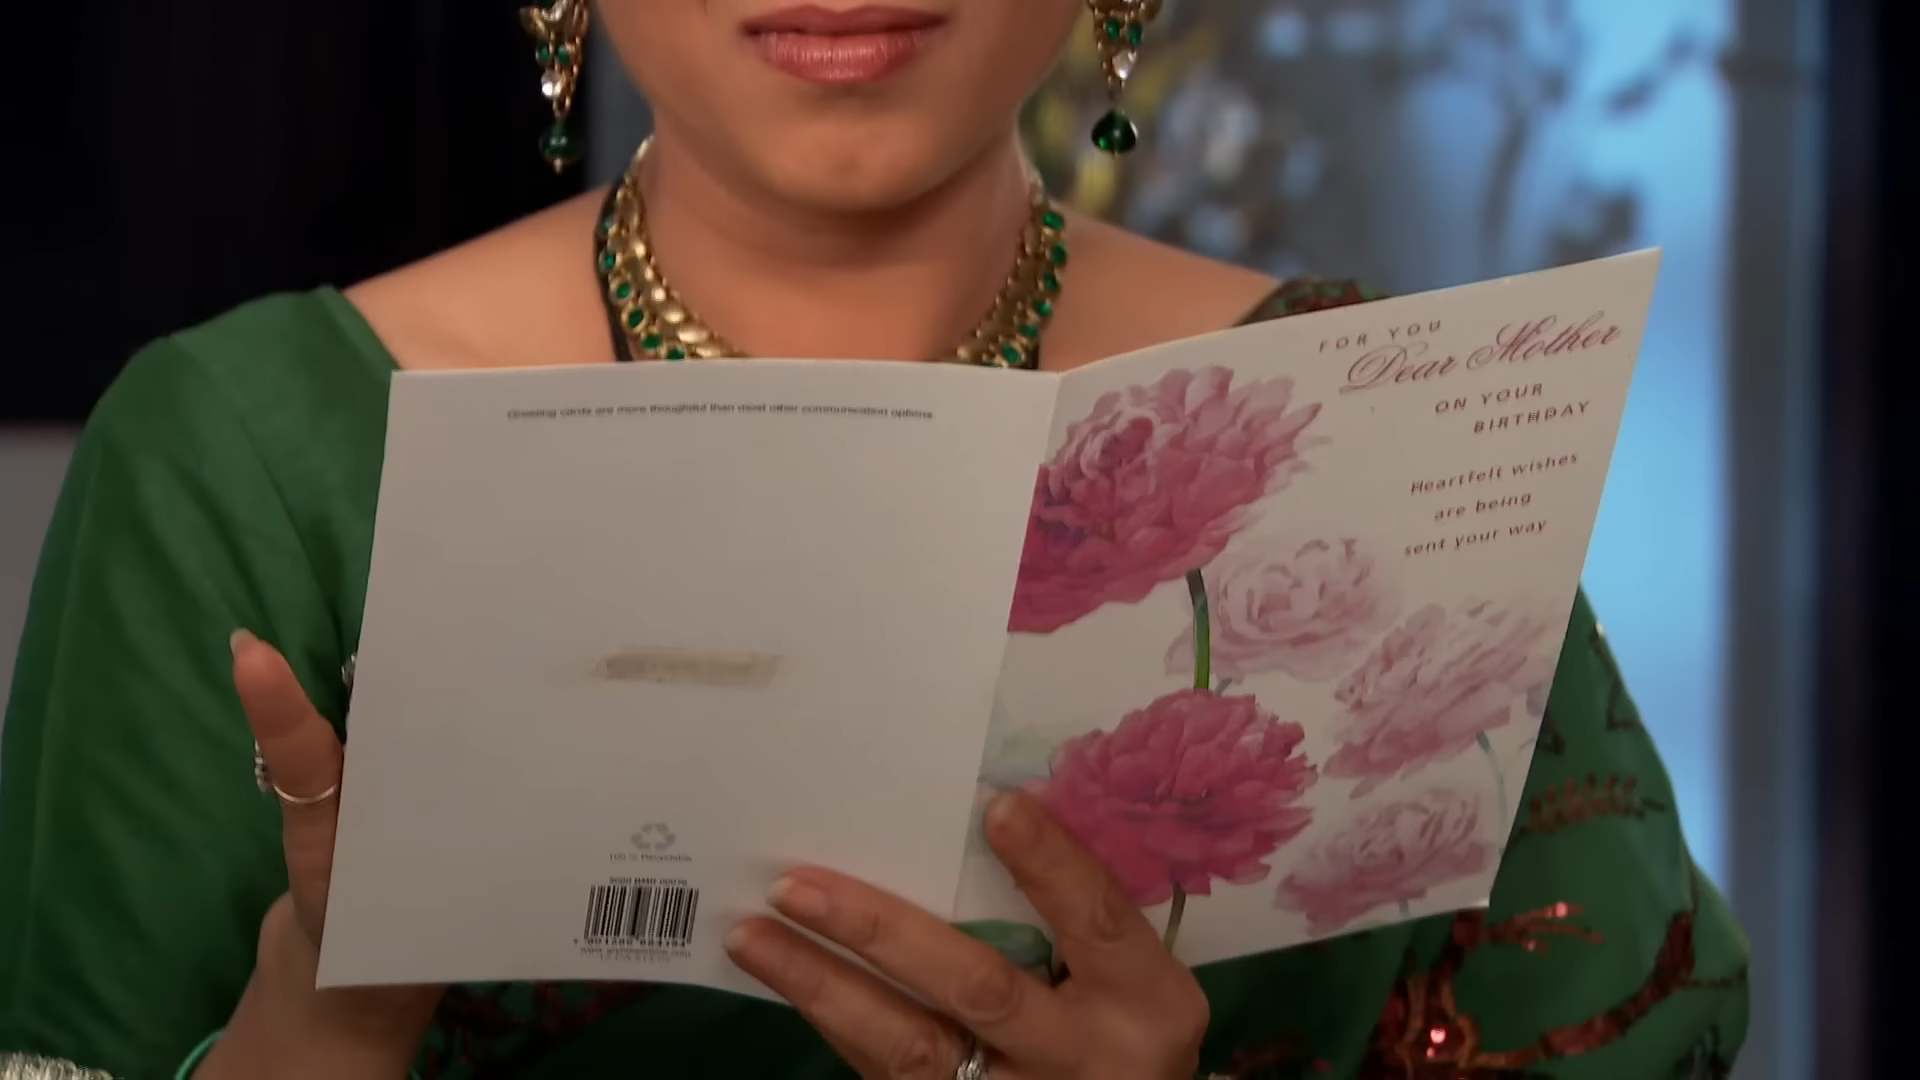 Greeting cards are more thoughtful than most other communication options
FOR YOU
Dear Mother
ON YOUR
BIRTHDAY
Heartfelt wishes
are being
sent your way
Recyclable